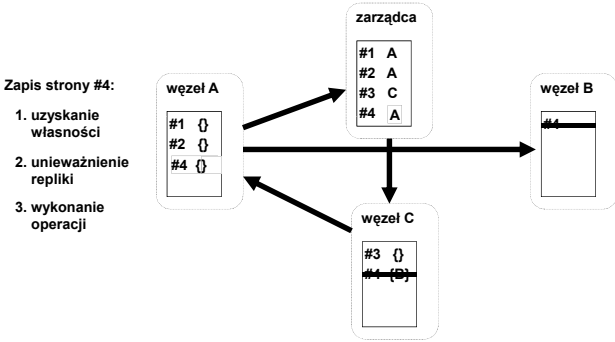 zarządca
#1 A
#2 A
#3 C
#4 A
Zapis strony #4:
1. uzyskanie
własności
2. unieważnienie
repliki
3. wykonanie
operacji
węzeł A
#1 {}
#2 {}
#4 {}
węzeł B
#4
węzeł C
#3 {}
#4 {B}